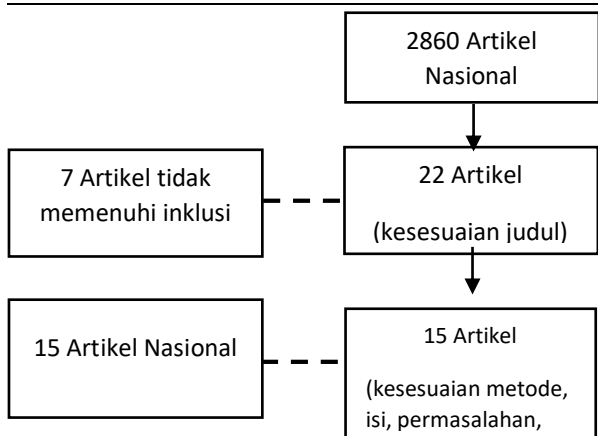 2860 Artikel
Nasional
7 Artikel tidak
memenuhi inklusi
22 Artikel
(kesesuaian judul)
15 Artikel Nasional
15 Artikel
(kesesuaian metode,
isi, permasalahan,